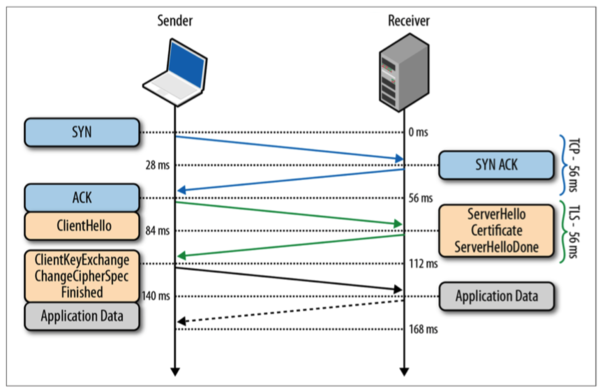 Sender
Receiver
SYN
0 ms
28 ms
SYN ACK
TCP - 56 ms
ACK
56 ms
ClientHello
84 ms
ServerHello
Certificate
ServerHelloDone
TLS - 56 ms
ClientKeyExchange
ChangeCipherSpec
Finished
112 ms
140 ms
Application Data
Application Data
168 ms